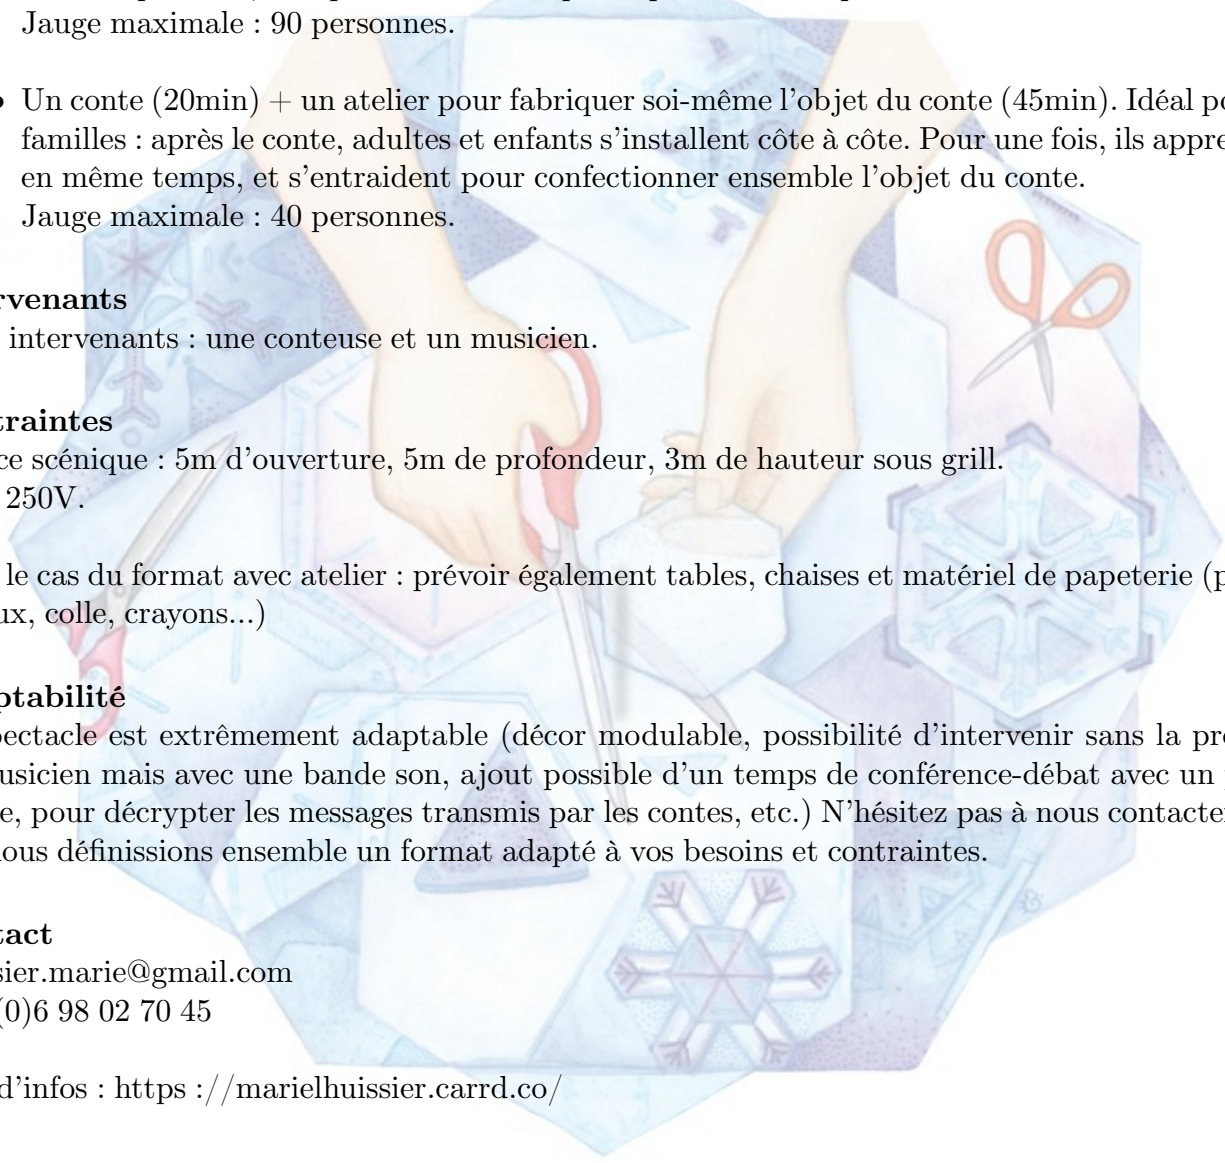 Jauge maximale : 90 personnes.
• Un conte (20min) + un atelier pour fabriquer soi-même l'objet du conte (45min). Idéal po
familles : après le conte, adultes et enfants s'installent côte à côte. Pour une fois, ils appre
en même temps, et s'entraident pour confectionner ensemble l'objet du conte.
Jauge maximale : 40 personnes.
rvenants
intervenants : une conteuse et un musicien.
traintes
ce scénique : 5m d'ouverture, 5m de profondeur, 3m de hauteur sous grill.
250V.
le cas du format avec atelier : prévoir également tables, chaises et matériel de papeterie (p
ux, colle, crayons...)
ptabilité
pectacle est extrêmement adaptable (décor modulable, possibilité d'intervenir sans la pré
usicien mais avec une bande son, ajout possible d'un temps de conférence-débat avec un
e, pour décrypter les messages transmis par les contes, etc.) N'hésitez pas à nous contacter
nous définissions ensemble un format adapté à vos besoins et contraintes.
tact
sier.marie@gmail.com
(0)6 98 02 70 45
d'infos : https ://marielhuissier.carrd.co/